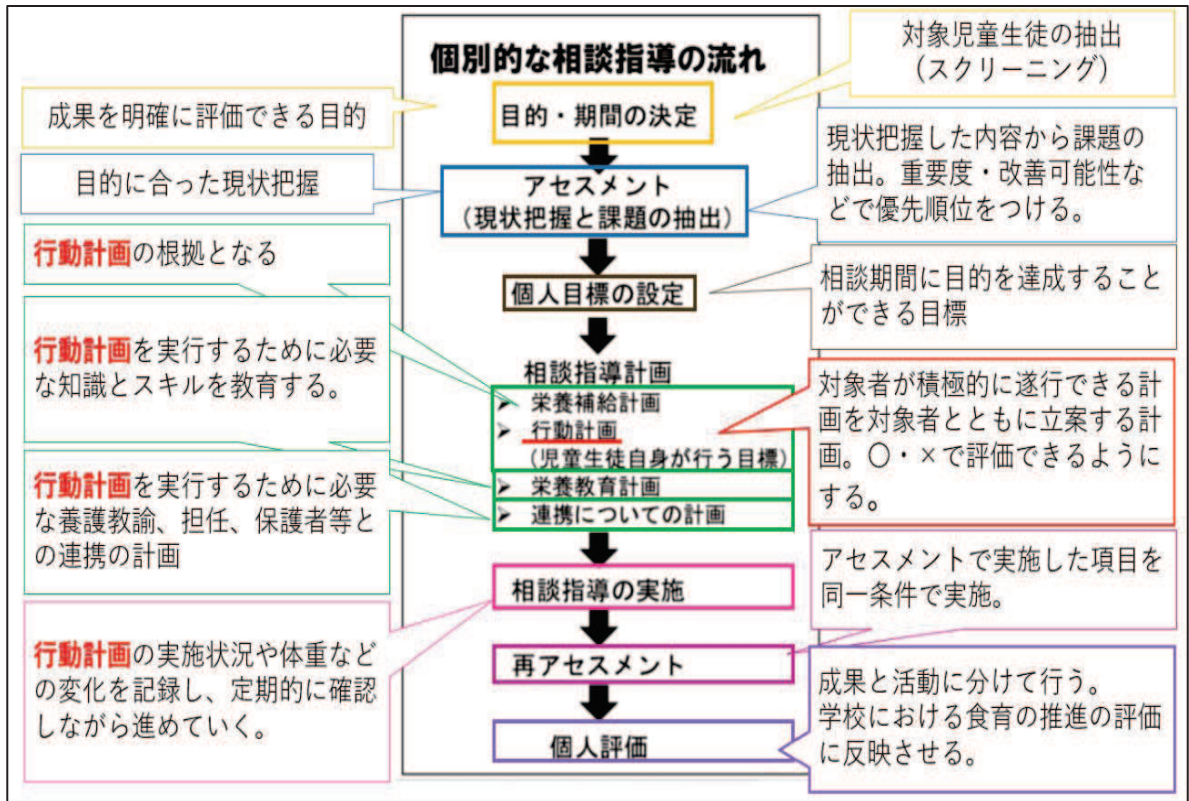 個別的な相談指導の流れ
対象児童生徒の抽出
（スクリーニング）
成果を明確に評価できる目的
目的・期間の決定
目的に合った現状把握
アセスメント
（現状把握と課題の抽出）
現状把握した内容から課題の
抽出。重要度・改善可能性な
どで優先順位をつける。
行動計画の根拠となる
個人目標の設定
相談期間に目的を達成すること
ができる目標
行動計画を実行するために必要
な知識とスキルを教育する。
相談指導計画
➤ 栄養補給計画
➤ 行動計画
（児童生徒自身が行う目標）
➤ 栄養教育計画
➤ 連携についての計画
対象者が積極的に遂行できる計
画を対象者とともに立案する計
画。〇・×で評価できるように
する。
行動計画を実行するために必要
な養護教諭、担任、保護者等と
の連携の計画
相談指導の実施
アセスメントで実施した項目を
同一条件で実施。
行動計画の実施状況や体重など
の変化を記録し、定期的に確認
しながら進めていく。
再アセスメント
個人評価
成果と活動に分けて行う。
学校における食育の推進の評価
に反映させる。